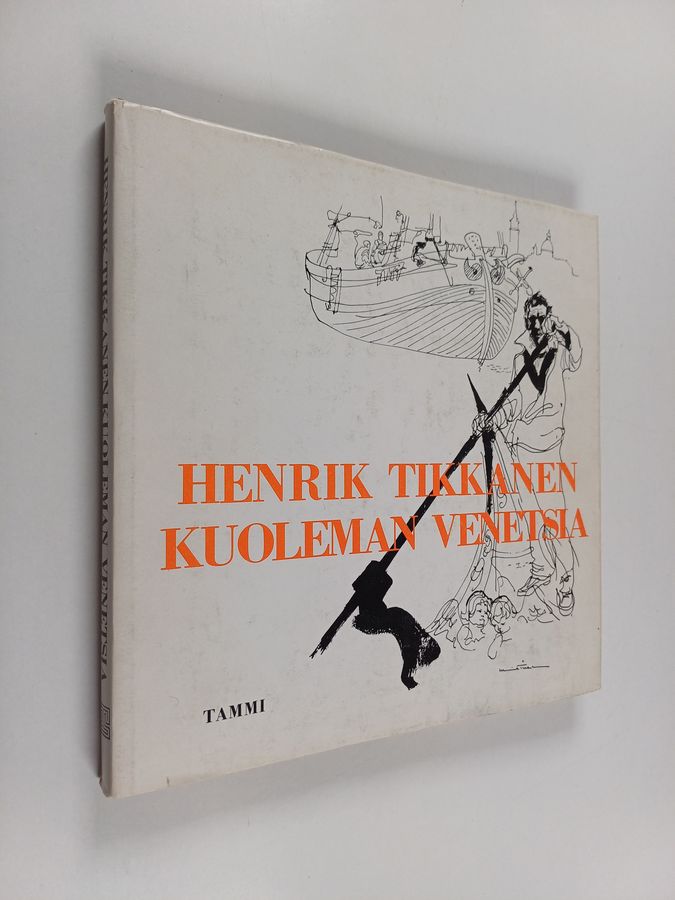 HENRIK TIKKANEN
KUOLEMAN VENETSIA
TAMMI
HENRIK TIKKANEN KUOLEMAN VENETSIA